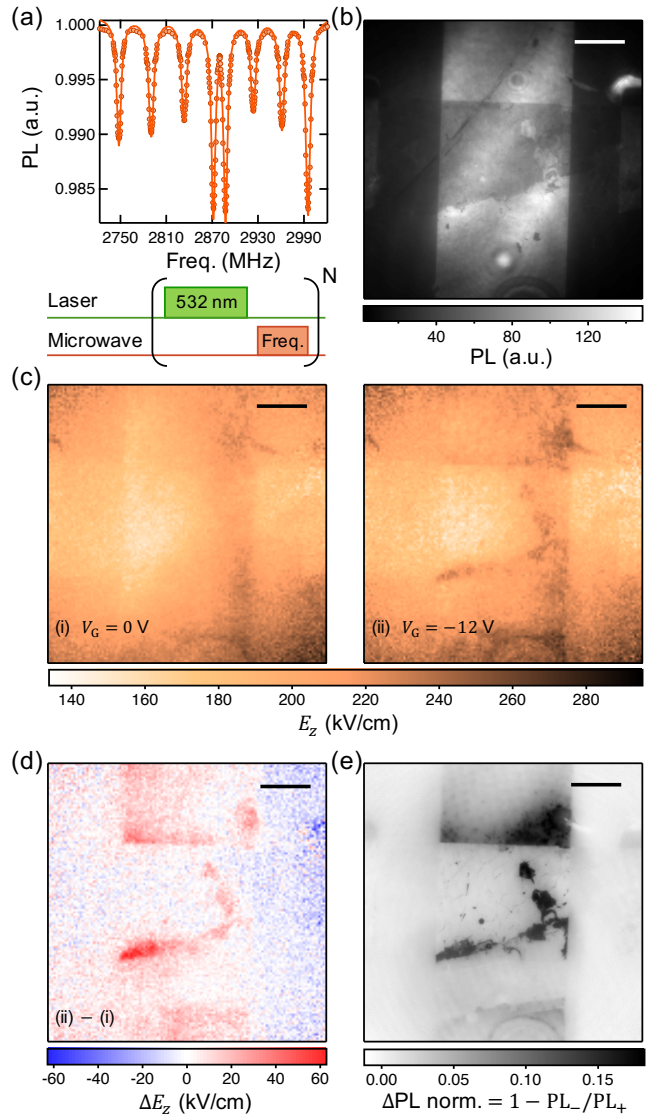 (a)
1.000
0.995
0.990
0.985
PL (a.u.)
2750 2810 2870 2930 2990
Freq. (MHz)
N
Laser
532 nm
Microwave
Freq.
(b)
40 80 120
PL (a.u.)
(c)
(i) V_G = 0 V
(ii) V_G = −12 V
140 160 180 200 220 240 260 280
E_z (kV/cm)
(d)
(ii) − (i)
-60 -40 -20 0 20 40 60
ΔE_z (kV/cm)
(e)
0.00 0.05 0.10 0.15
ΔPL norm. = 1 − PL_−/PL_+